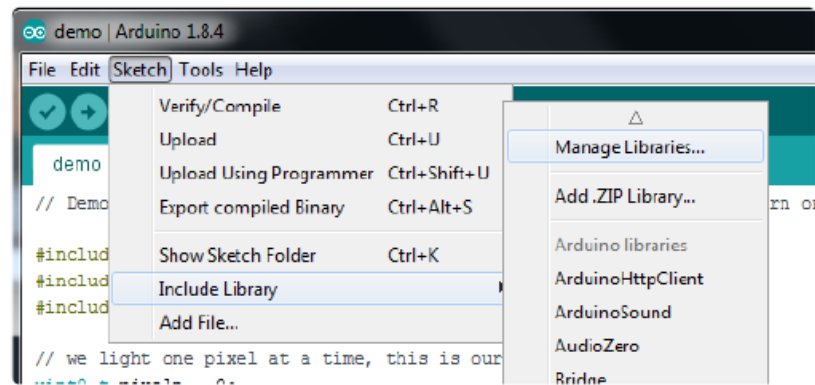 demo | Arduino 1.8.4
File Edit Sketch Tools Help
Verify/Compile Ctrl+R
Upload Ctrl+U
Upload Using Programmer Ctrl+Shift+U
Export compiled Binary Ctrl+Alt+S
Show Sketch Folder Ctrl+K
Include Library
Add File...
Manage Libraries...
Add .ZIP Library...
Arduino libraries
ArduinoHttpClient
ArduinoSound
AudioZero
Bridge
demo
// Demo
#includ
#includ
#includ
// we light one pixel at a time, this is our